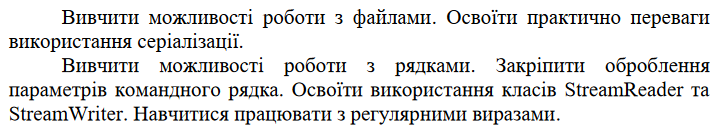 Вивчити можливості роботи з файлами. Освоїти практично переваги
використання серіалізації.
Вивчити можливості роботи з рядками. Закріпити оброблення
параметрів командного рядка. Освоїти використання класів StreamReader та
StreamWriter. Навчитися працювати з регулярними виразами.